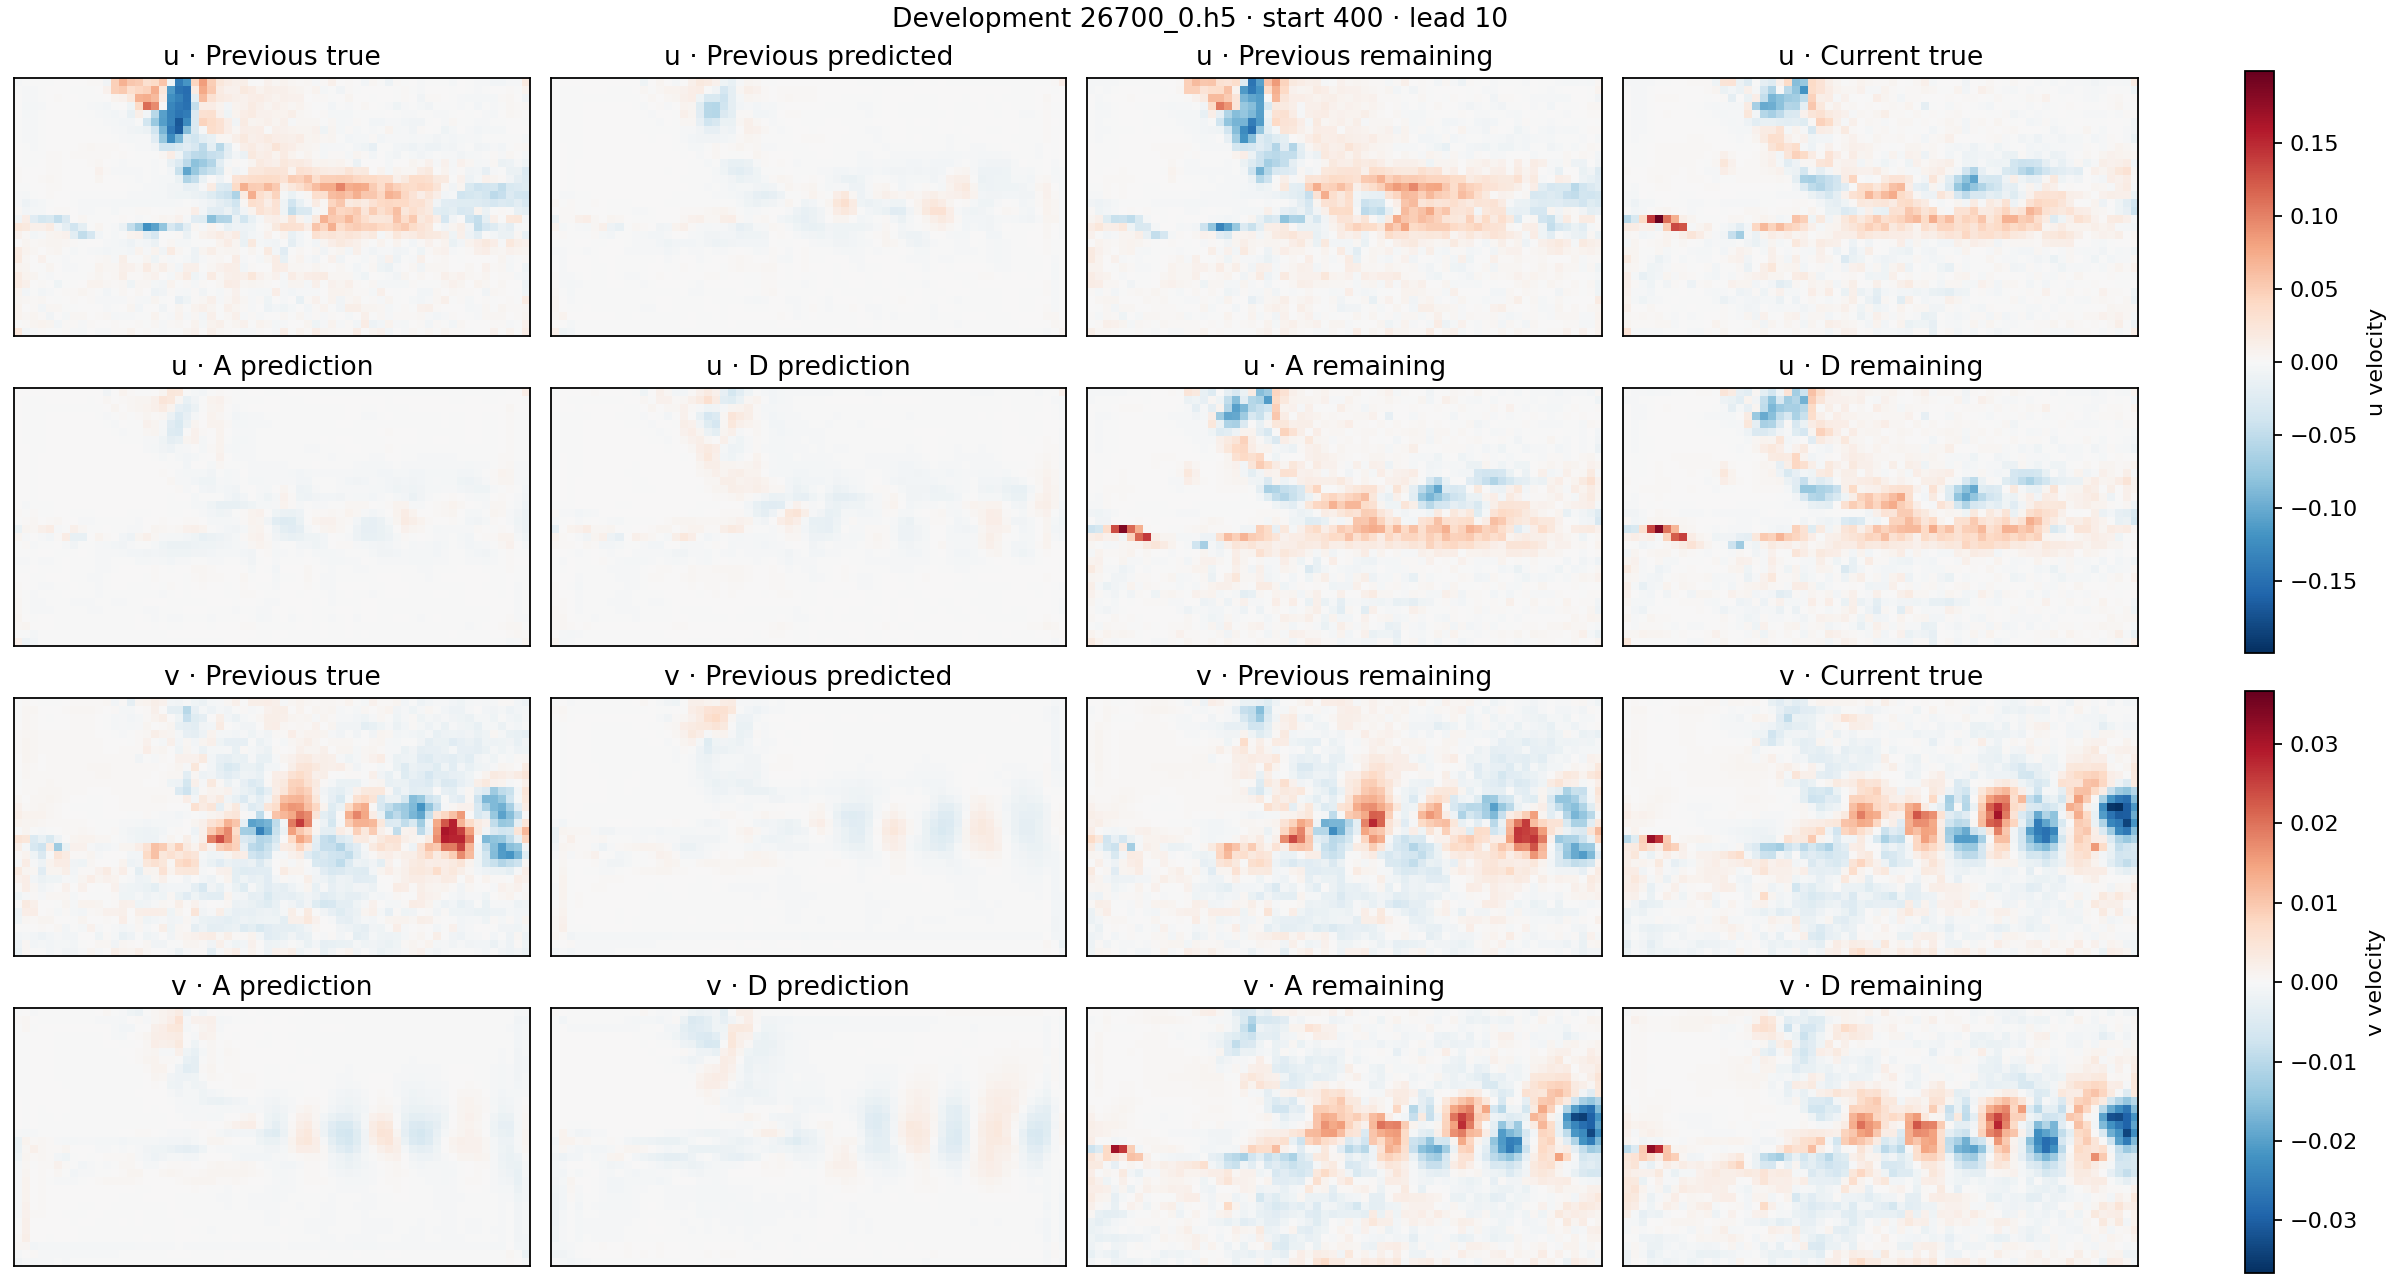 Development 26700_0.h5 · start 400 · lead 10
u · Previous true
u · Previous predicted
u · Previous remaining
u · Current true
u · A prediction
u · D prediction
u · A remaining
u · D remaining
0.15
0.10
0.05
0.00
−0.05
−0.10
−0.15
u velocity
v · Previous true
v · Previous predicted
v · Previous remaining
v · Current true
v · A prediction
v · D prediction
v · A remaining
v · D remaining
0.03
0.02
0.01
0.00
−0.01
−0.02
−0.03
v velocity